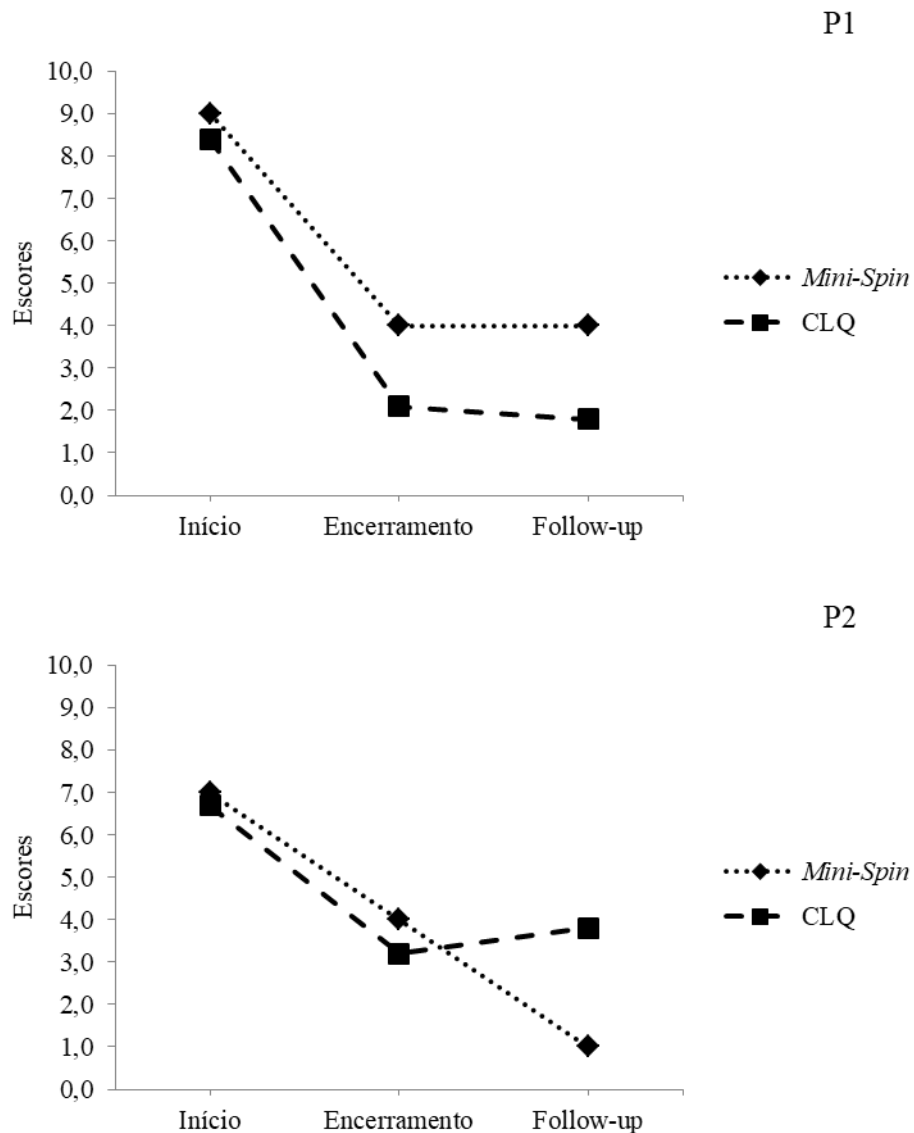 P1
10,0
9,0
8,0
7,0
6,0
5,0
4,0
3,0
2,0
1,0
0,0
Escores
Início
Encerramento
Follow-up
Mini-Spin
CLQ
P2
10,0
9,0
8,0
7,0
6,0
5,0
4,0
3,0
2,0
1,0
0,0
Escores
Início
Encerramento
Follow-up
Mini-Spin
CLQ